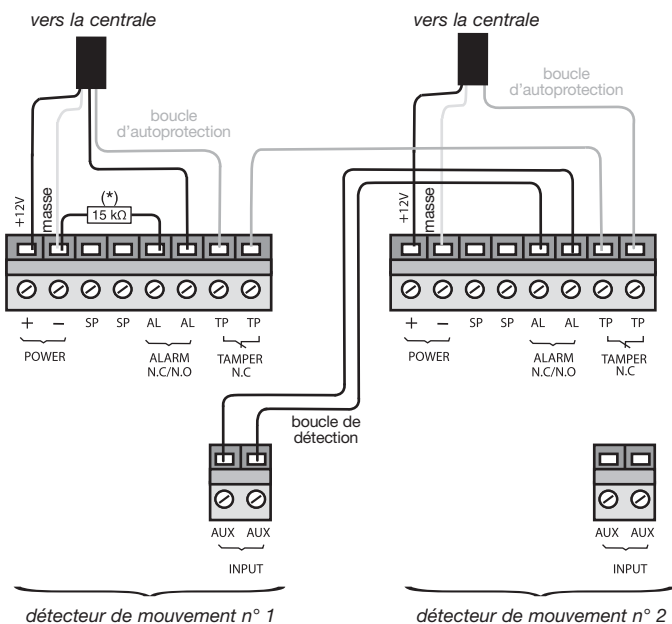 vers la centrale
vers la centrale
boucle
d'autoprotection
boucle
d'autoprotection
+12V
masse
(*)
15 kΩ
+12V
masse
+ − SP SP AL AL TP TP
POWER
ALARM
N.C/N.O
TAMPER
N.C
+ − SP SP AL AL TP TP
POWER
ALARM
N.C/N.O
TAMPER
N.C
boucle de
détection
AUX AUX
INPUT
AUX AUX
INPUT
détecteur de mouvement n° 1
détecteur de mouvement n° 2